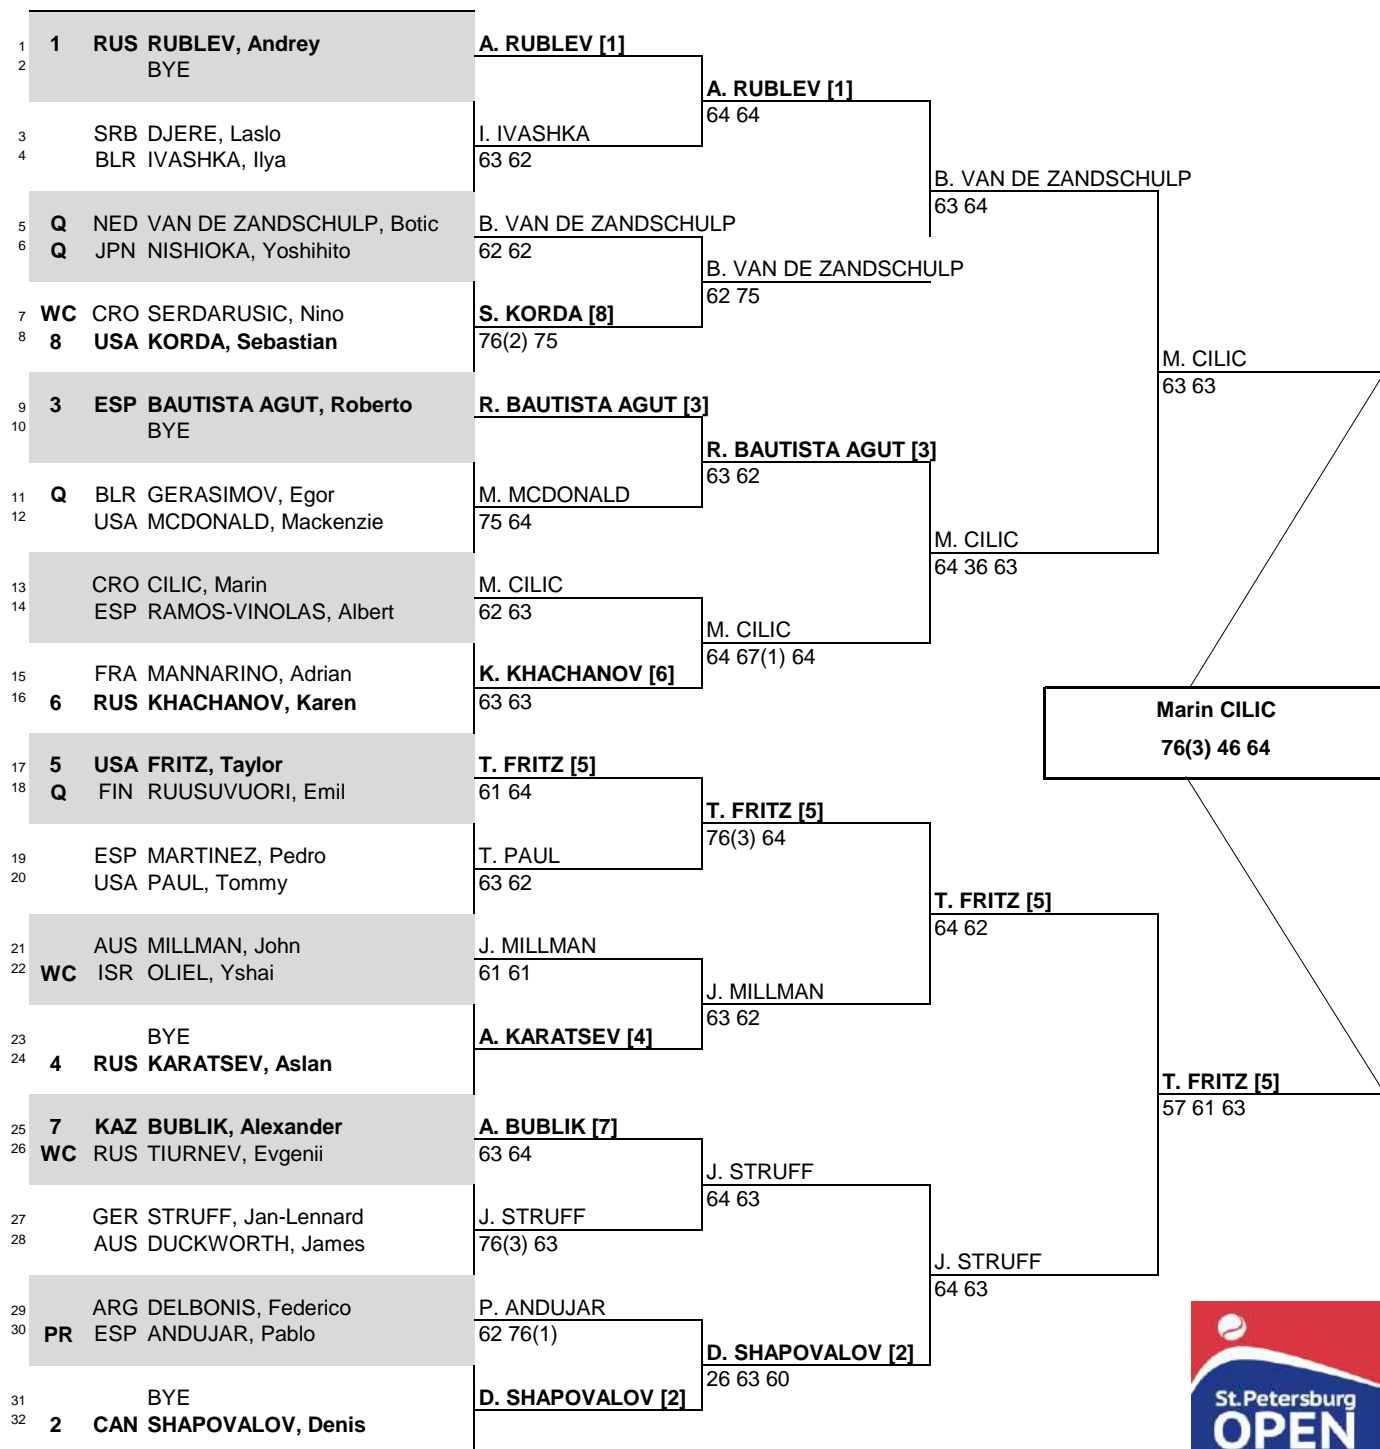 1 1 RUS RUBLEV, Andrey
2 BYE
3 SRB DJERE, Laslo
4 BLR IVASHKA, Ilya
5 Q NED VAN DE ZANDSCHULP, Botic
6 Q JPN NISHIOKA, Yoshihito
7 WC CRO SERDARUSIC, Nino
8 8 USA KORDA, Sebastian
9 3 ESP BAUTISTA AGUT, Roberto
10 BYE
11 Q BLR GERASIMOV, Egor
12 USA MCDONALD, Mackenzie
13 CRO CILIC, Marin
14 ESP RAMOS-VINOLAS, Albert
15 FRA MANNARINO, Adrian
16 6 RUS KHACHANOV, Karen
17 5 USA FRITZ, Taylor
18 Q FIN RUUSUVUORI, Emil
19 ESP MARTINEZ, Pedro
20 USA PAUL, Tommy
21 AUS MILLMAN, John
22 WC ISR OLIEL, Yshai
23 BYE
24 4 RUS KARATSEV, Aslan
25 7 KAZ BUBLIK, Alexander
26 WC RUS TIURNEV, Evgenii
27 GER STRUFF, Jan-Lennard
28 AUS DUCKWORTH, James
29 ARG DELBONIS, Federico
30 PR ESP ANDUJAR, Pablo
31 BYE
32 2 CAN SHAPOVALOV, Denis
A. RUBLEV [1]
I. IVASHKA
63 62
B. VAN DE ZANDSCHULP
62 62
S. KORDA [8]
76(2) 75
R. BAUTISTA AGUT [3]
M. MCDONALD
75 64
M. CILIC
62 63
K. KHACHANOV [6]
63 63
T. FRITZ [5]
61 64
T. PAUL
63 62
J. MILLMAN
61 61
A. KARATSEV [4]
A. BUBLIK [7]
63 64
J. STRUFF
76(3) 63
P. ANDUJAR
62 76(1)
D. SHAPOVALOV [2]
A. RUBLEV [1]
64 64
B. VAN DE ZANDSCHULP
62 75
R. BAUTISTA AGUT [3]
63 62
M. CILIC
64 67(1) 64
T. FRITZ [5]
76(3) 64
J. MILLMAN
63 62
J. STRUFF
64 63
D. SHAPOVALOV [2]
26 63 60
B. VAN DE ZANDSCHULP
63 64
M. CILIC
64 36 63
T. FRITZ [5]
64 62
J. STRUFF
64 63
M. CILIC
63 63
T. FRITZ [5]
57 61 63
Marin CILIC
76(3) 46 64
St.Petersburg
OPEN